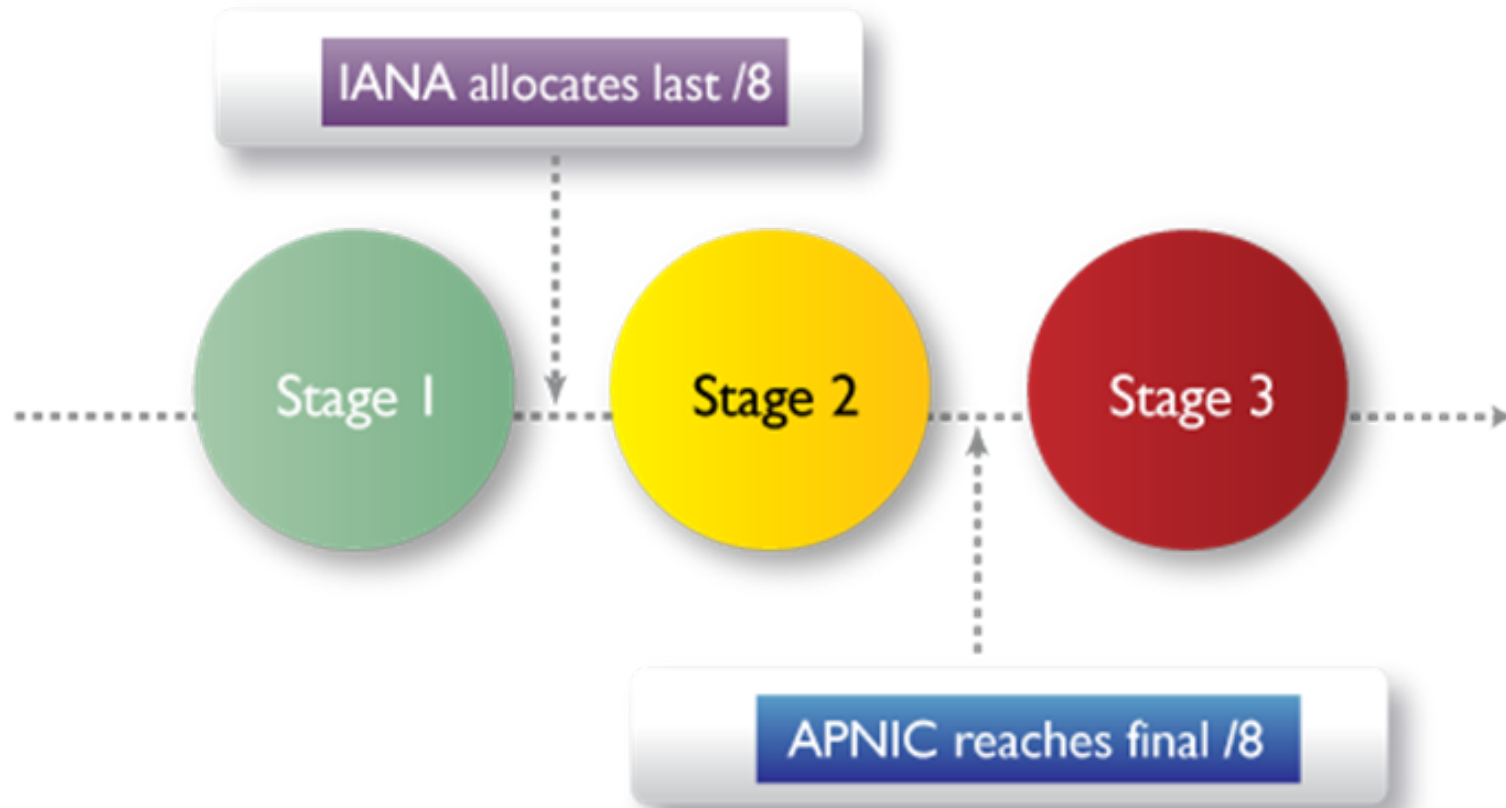 IANA allocates last /8
Stage 1
Stage 2
Stage 3
APNIC reaches final /8